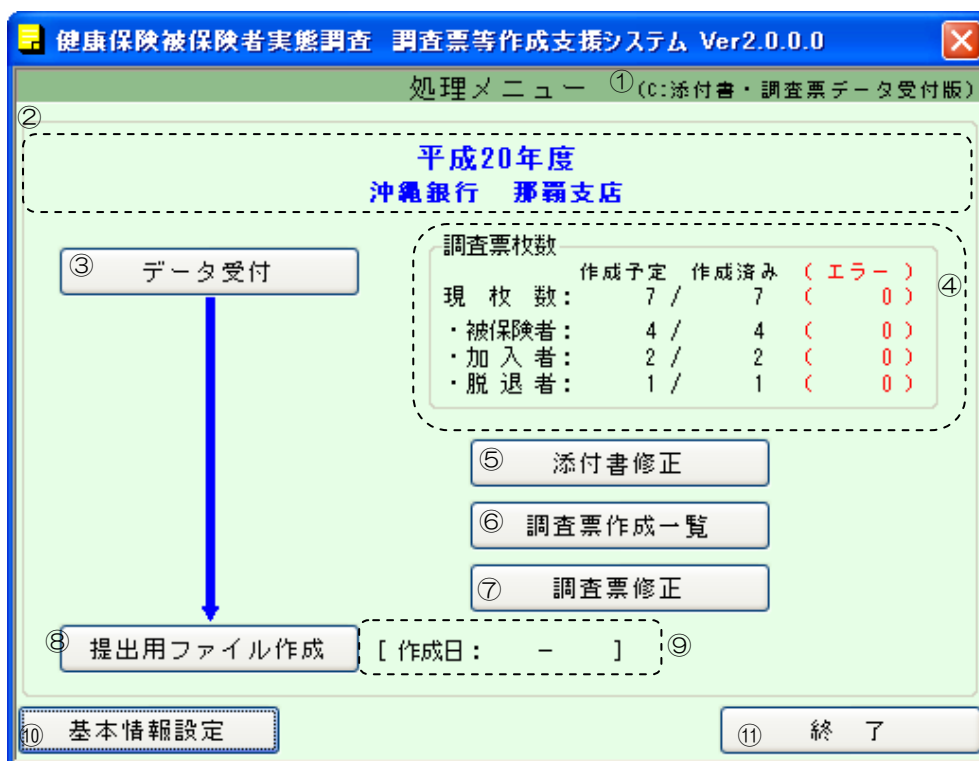 健康保険被保険者実態調査 調査票等作成支援システム Ver2.0.0.0
処理メニュー ①(C:添付書・調査票データ受付版)
②
平成20年度
沖縄銀行 那覇支店
③ データ受付
調査票枚数
作成予定 作成済み ( エラー )
④
現 枚 数: 7 / 7 ( 0 )
・被保険者: 4 / 4 ( 0 )
・加 入 者: 2 / 2 ( 0 )
・脱 退 者: 1 / 1 ( 0 )
⑤ 添付書修正
⑥ 調査票作成一覧
⑦ 調査票修正
⑧ 提出用ファイル作成 [ 作成日: - ] ⑨
⑩ 基本情報設定
⑪ 終 了